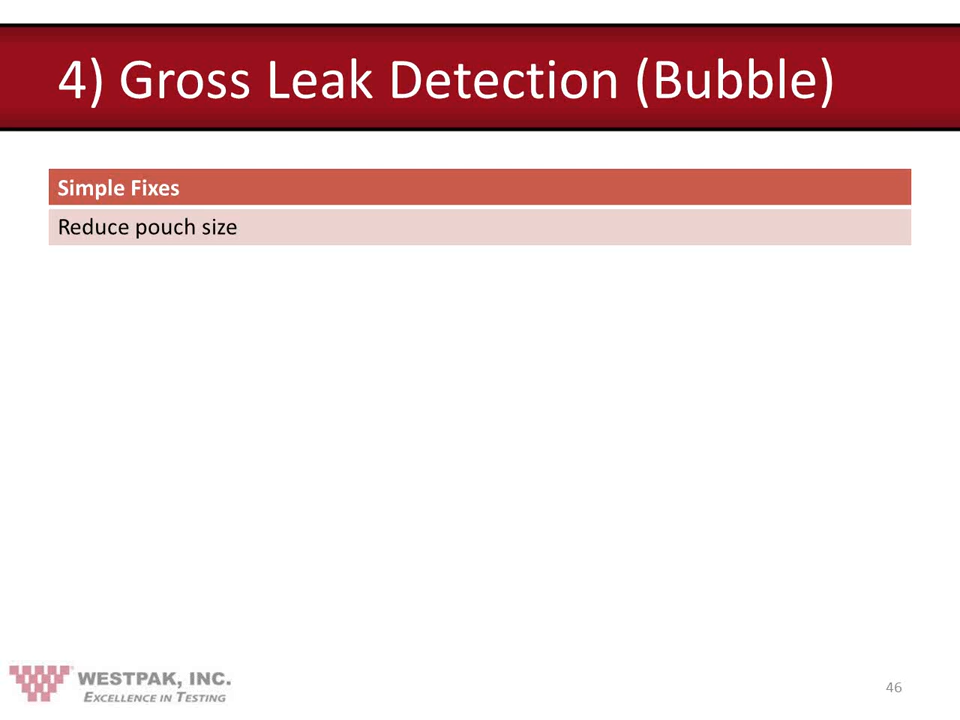 4) Gross Leak Detection (Bubble)
Simple Fixes
Reduce pouch size
WESTPAK, INC.
EXCELLENCE IN TESTING
46